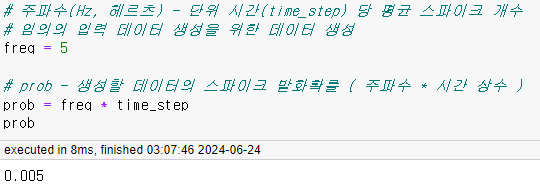 # 주파수(Hz, 헤르츠) - 단위 시간(time_step) 당 평균 스파이크 개수
# 임의의 입력 데이터 생성을 위한 데이터 생성
freq = 5
# prob - 생성할 데이터의 스파이크 발화확률 ( 주파수 * 시간 상수 )
prob = freq * time_step
prob
executed in 8ms, finished 03:07:46 2024-06-24
0.005